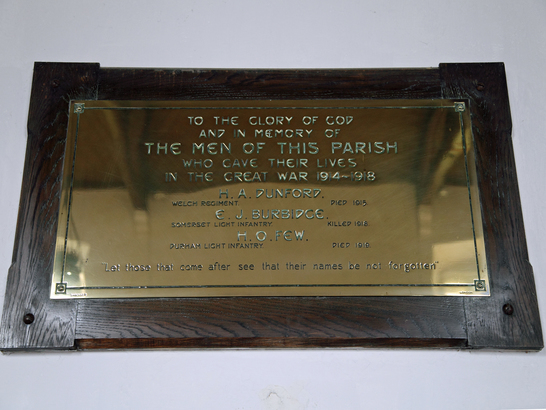 TO THE GLORY OF GOD
AND IN MEMORY OF
THE MEN OF THIS PARISH
WHO GAVE THEIR LIVES
IN THE GREAT WAR 1914~1918
H. A. DUNFORD.
WELCH REGIMENT. DIED 1915.
E. J. BURBIDGE.
SOMERSET LIGHT INFANTRY. KILLED 1918.
H. O. FEW.
DURHAM LIGHT INFANTRY. DIED 1919.
"Let those that come after see that their names be not forgotten"